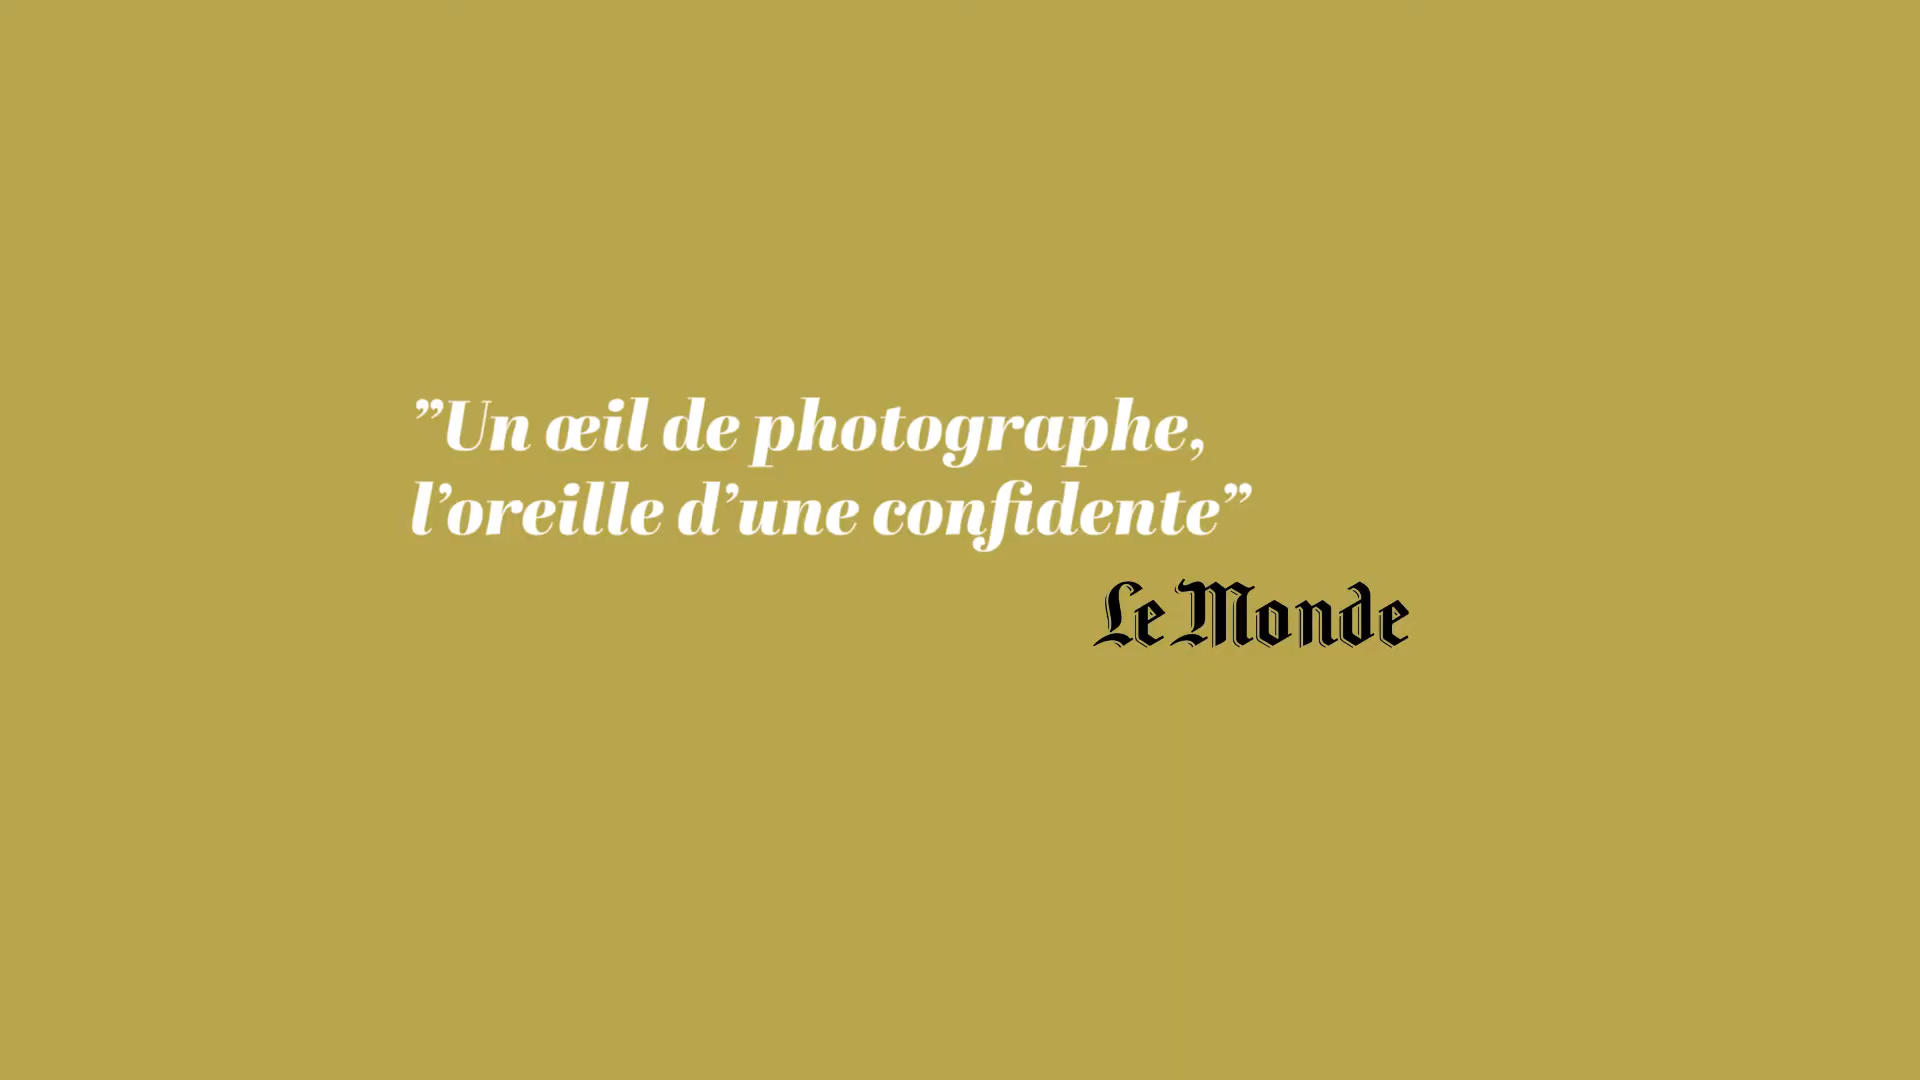 ”Un œil de photographe,
l’oreille d’une confidente”
Le Monde